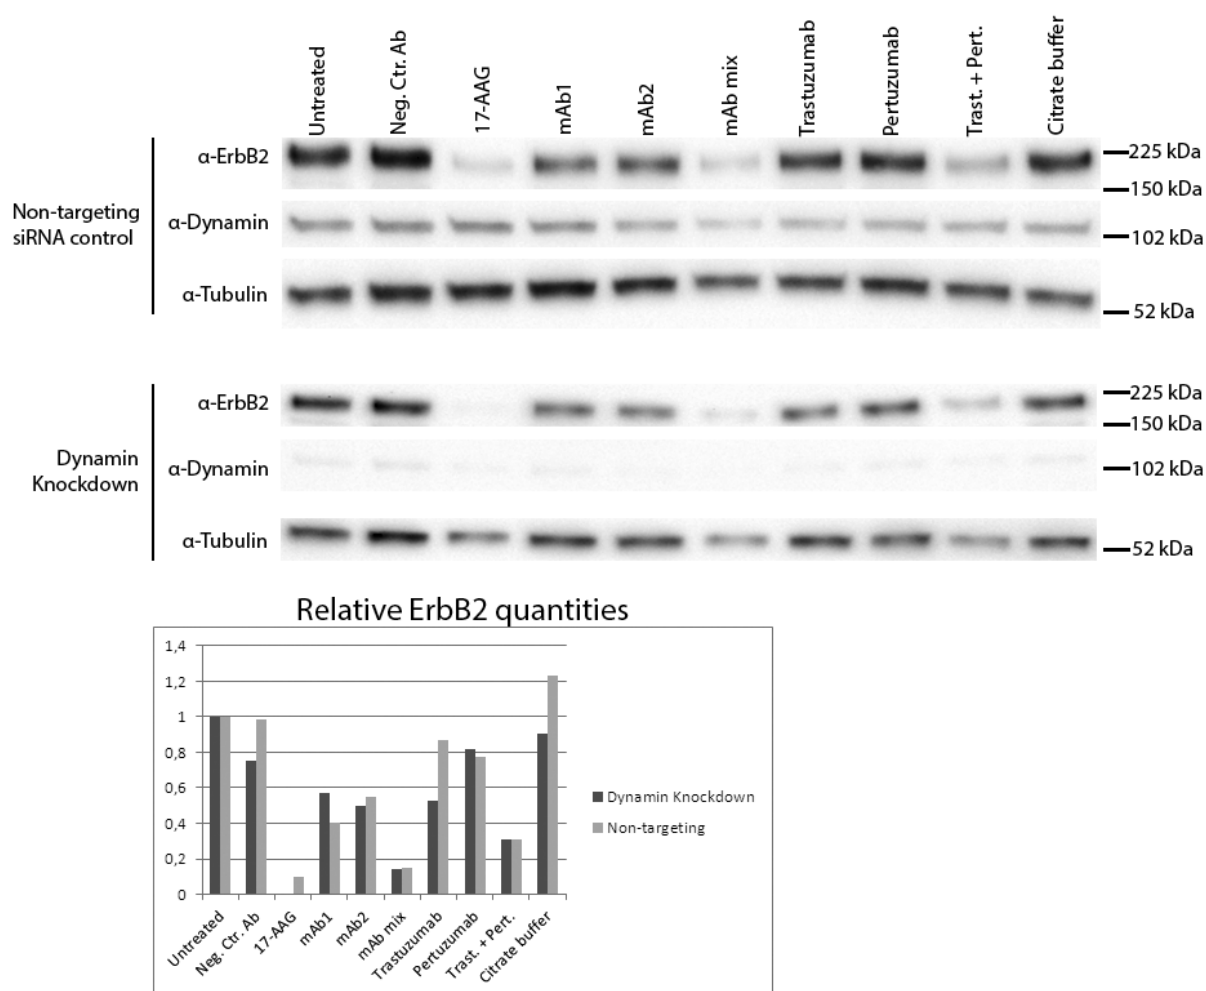 Untreated
Neg. Ctr. Ab
17-AAG
mAb1
mAb2
mAb mix
Trastuzumab
Pertuzumab
Trast. + Pert.
Citrate buffer
Non-targeting
siRNA control
α-ErbB2
α-Dynamin
α-Tubulin
225 kDa
150 kDa
102 kDa
52 kDa
Dynamin
Knockdown
α-ErbB2
α-Dynamin
α-Tubulin
225 kDa
150 kDa
102 kDa
52 kDa
Relative ErbB2 quantities
1,4
1,2
1
0,8
0,6
0,4
0,2
0
Untreated
Neg. Ctr. Ab
17-AAG
mAb1
mAb2
mAb mix
Trastuzumab
Pertuzumab
Trast. + Pert.
Citrate buffer
Dynamin Knockdown
Non-targeting